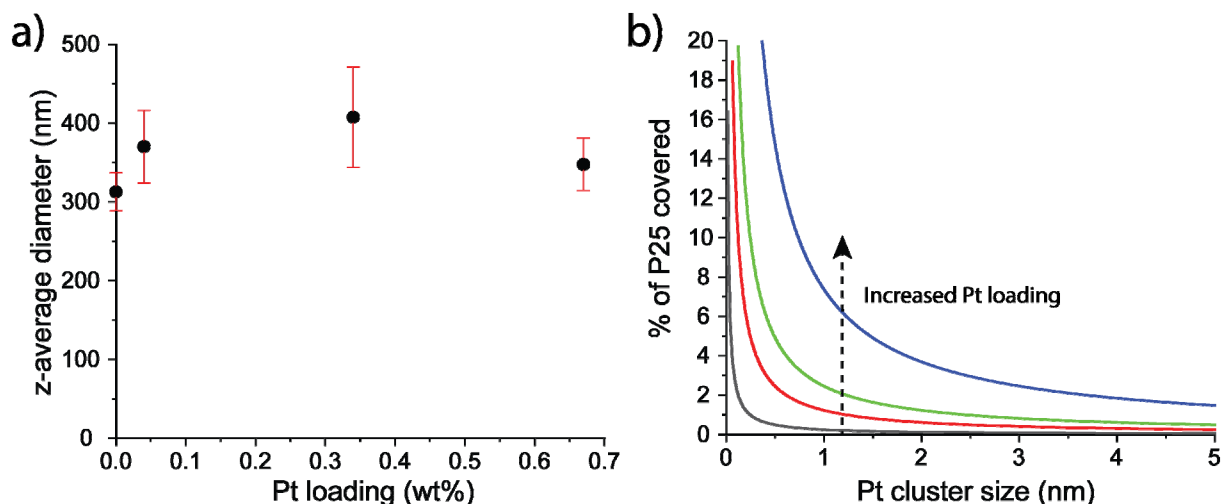 a)
z-average diameter (nm)
500
400
300
200
100
0
0.0 0.1 0.2 0.3 0.4 0.5 0.6 0.7
Pt loading (wt%)
b)
% of P25 covered
20
18
16
14
12
10
8
6
4
2
0
Increased Pt loading
0 1 2 3 4 5
Pt cluster size (nm)